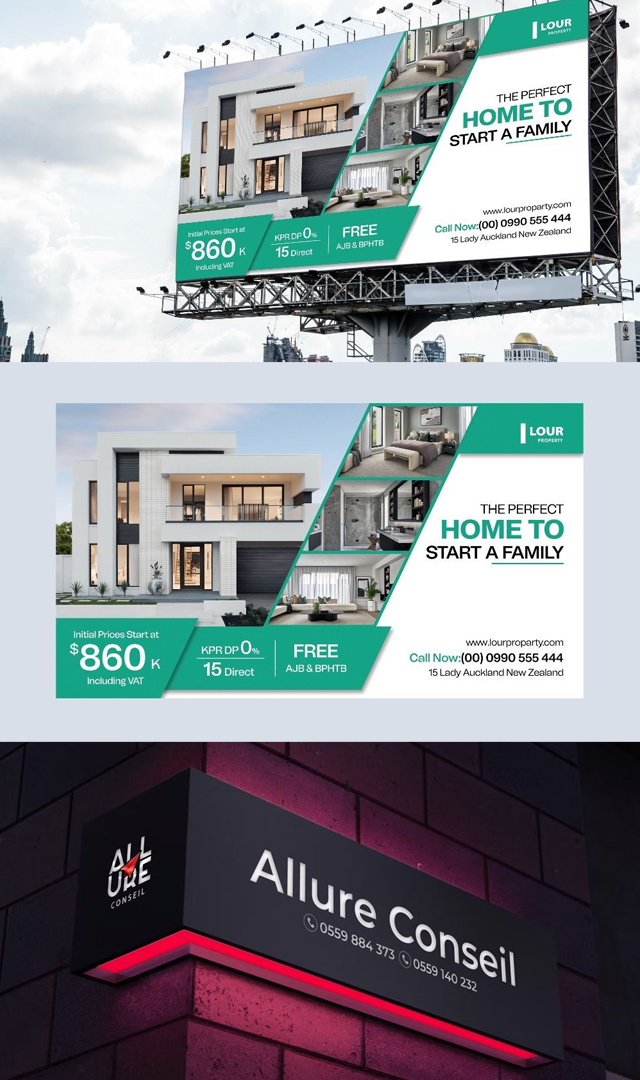 LOUR
PROPERTY
THE PERFECT
HOME TO
START A FAMILY
www.lourproparty.com
Call Now:(00) 0990 555 444
15 Lady Auckland New Zealand
Initial Prices Start at
$860 K
Including VAT
KPR DP 0%
15 Direct
FREE
AJB & BPHTB
LOUR
PROPERTY
THE PERFECT
HOME TO
START A FAMILY
www.lourproparty.com
Call Now:(00) 0990 555 444
15 Lady Auckland New Zealand
Initial Prices Start at
$860 K
Including VAT
KPR DP 0%
15 Direct
FREE
AJB & BPHTB
ALL
URE
CONSEIL
Allure Conseil
0559 884 373 0559 140 232